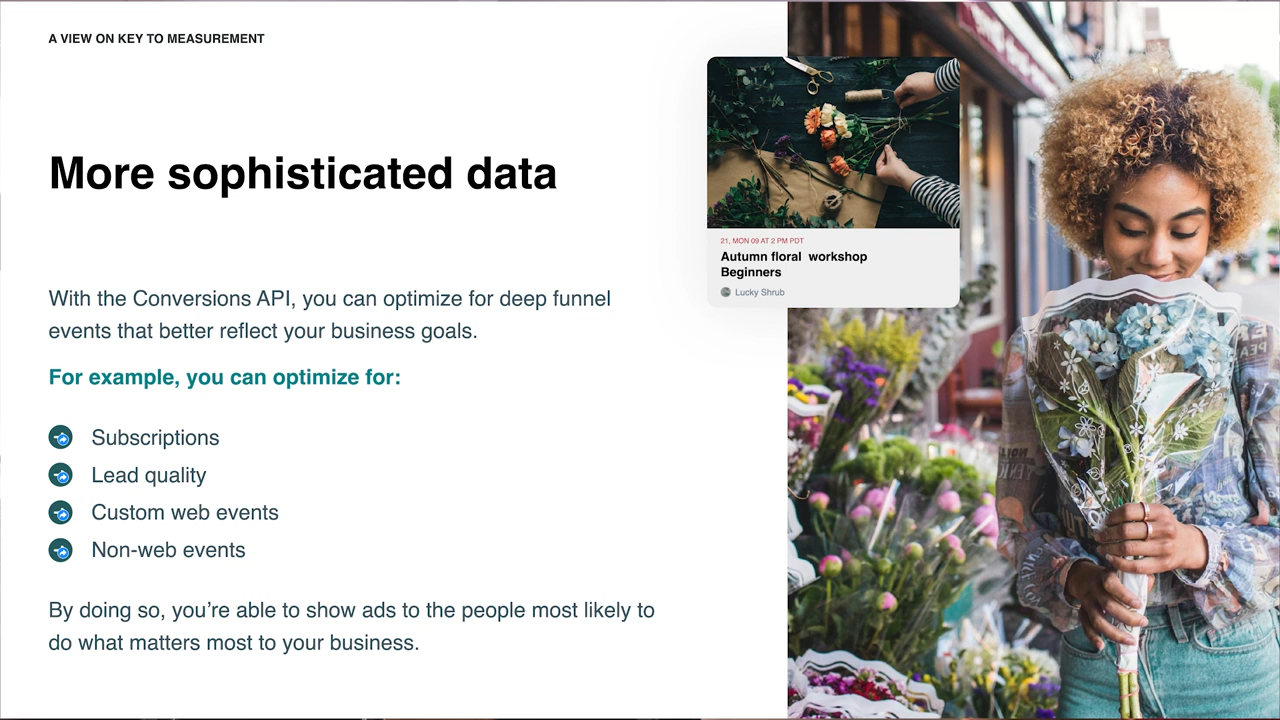 A VIEW ON KEY TO MEASUREMENT
More sophisticated data
With the Conversions API, you can optimize for deep funnel
events that better reflect your business goals.
For example, you can optimize for:
Subscriptions
Lead quality
Custom web events
Non-web events
By doing so, you’re able to show ads to the people most likely to
do what matters most to your business.
21, MON 09 AT 2 PM PDT
Autumn floral workshop
Beginners
Lucky Shrub